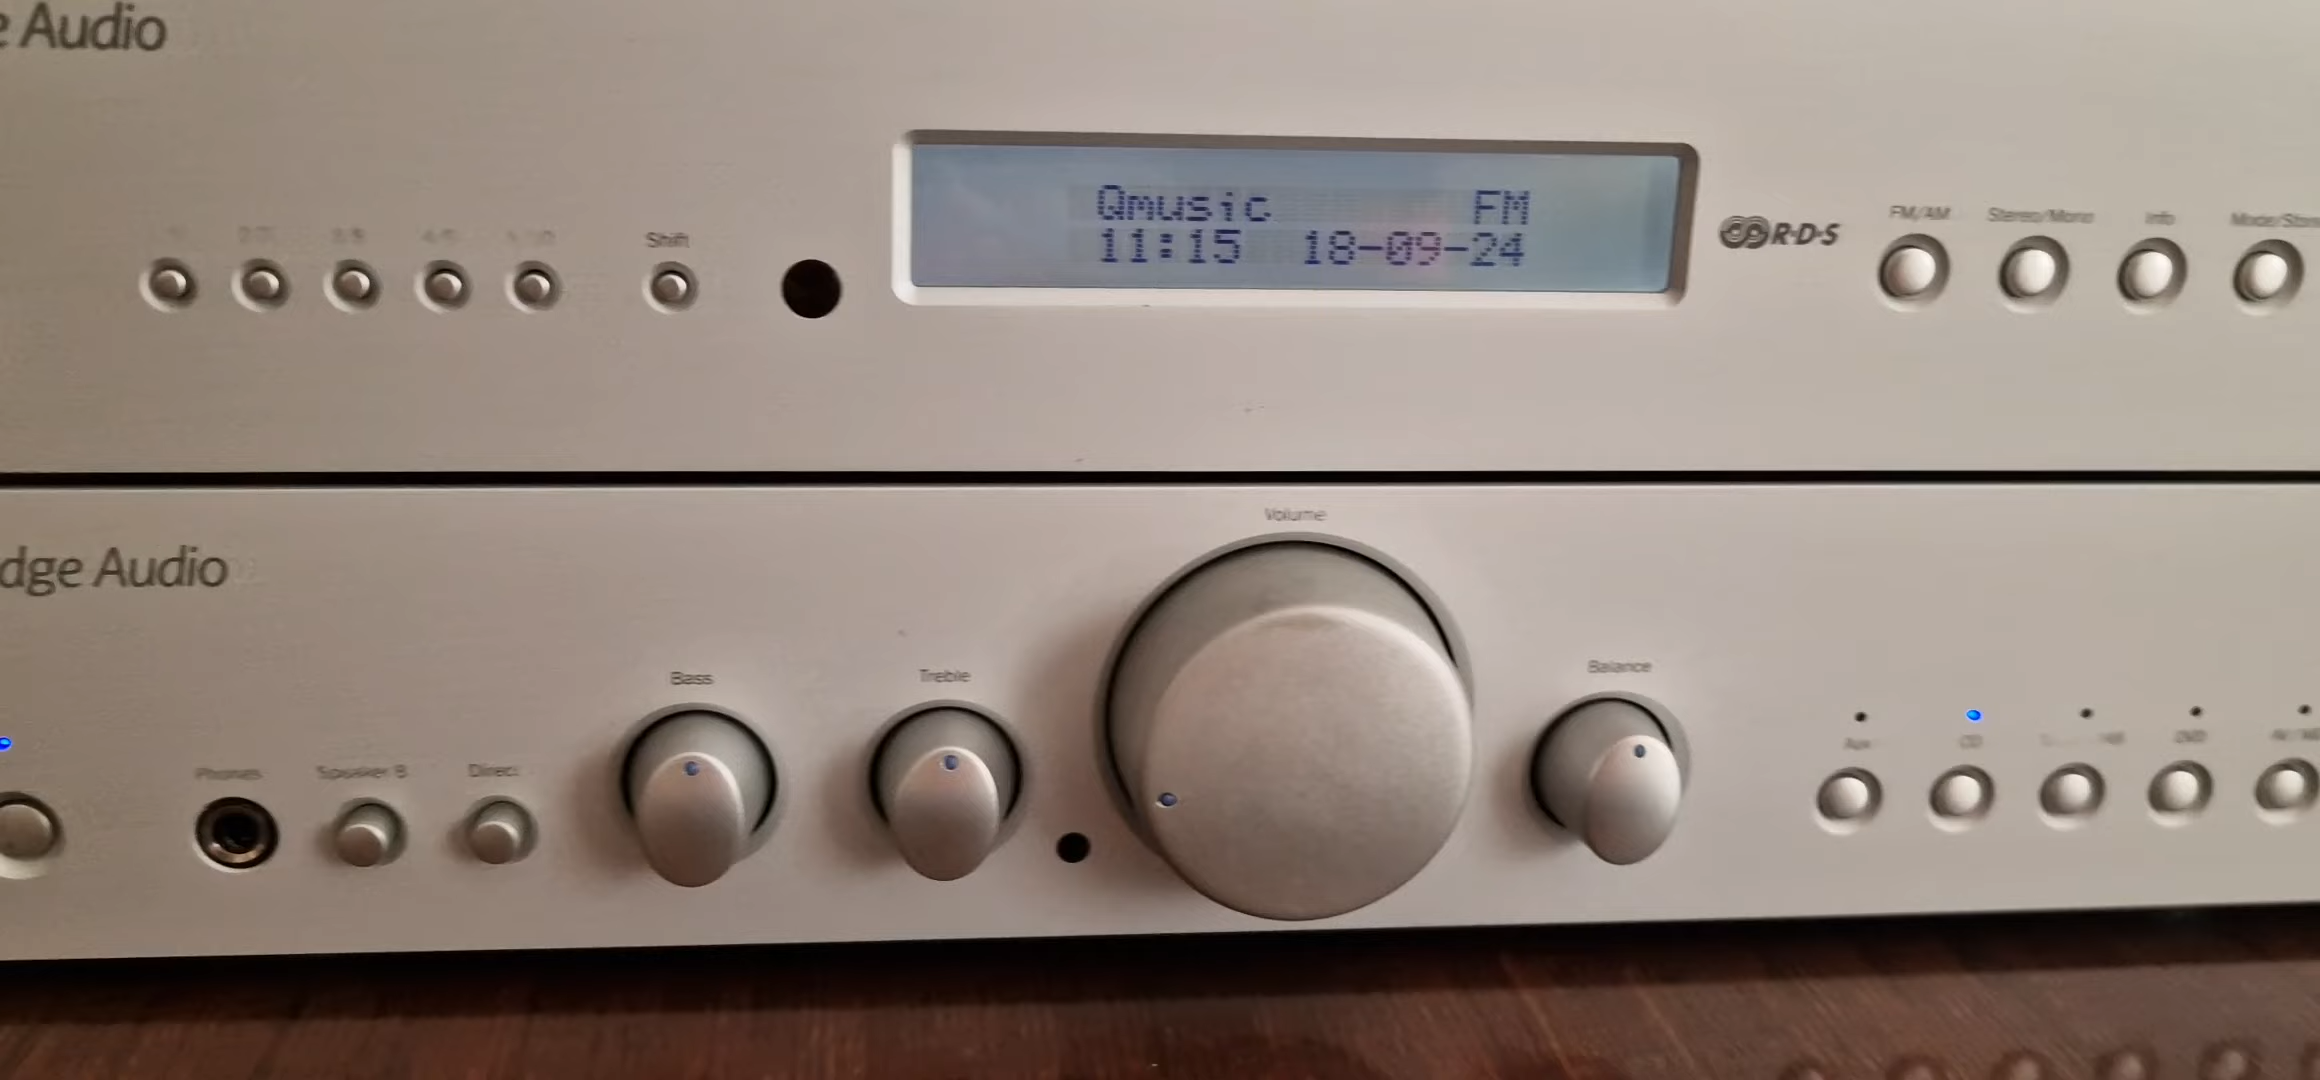 e Audio
Shift
Qmusic FM
11:15 18-09-24
R·D·S
FM/AM
Stereo/Mono
Info
Volume
dge Audio
Bass
Treble
Balance
Phones
Speaker B
Direct
Aux
CD
DVD